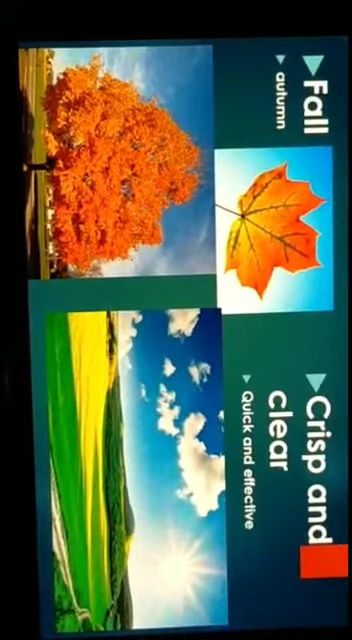 Fall
autumn
Crisp and
clear
Quick and effective